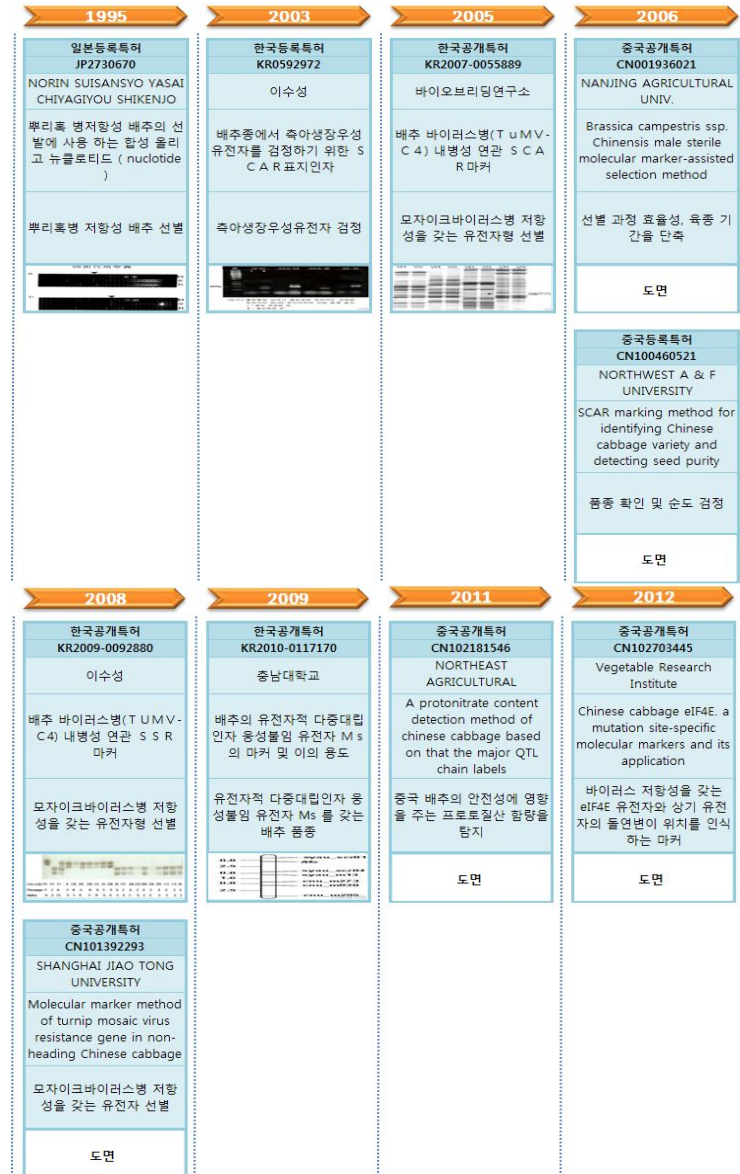 1995
일본등록특허
JP2730670
NORIN SUISANSYO YASAI
CHIYAGIYOU SHIKENJO
뿌리혹 병저항성 배추의 선
발에 사용 하는 합성 올리
고 뉴클로티드 ( nuclotide
)
뿌리혹병 저항성 배추 선별
2003
한국등록특허
KR0592972
이수성
배추종에서 측아생장우성
유전자를 검정하기 위한 S
C A R 표지인자
측아생장우성유전자 검정
2005
한국공개특허
KR2007-0055889
바이오브리딩연구소
배추 바이러스병(T u MV-
C 4) 내병성 연관 S C A
R 마커
모자이크바이러스병 저항
성을 갖는 유전자형 선별
2006
중국공개특허
CN001936021
NANJING AGRICULTURAL
UNIV.
Brassica campestris ssp.
Chinensis male sterile
molecular marker-assisted
selection method
선별 과정 효율성, 육종 기
간을 단축
도면
중국등록특허
CN100460521
NORTHWEST A & F
UNIVERSITY
SCAR marking method for
identifying Chinese
cabbage variety and
detecting seed purity
품종 확인 및 순도 검정
도면
2008
한국공개특허
KR2009-0092880
이수성
배추 바이러스병(T UMV-
C4) 내병성 연관 S S R
마커
모자이크바이러스병 저항
성을 갖는 유전자형 선별
중국공개특허
CN101392293
SHANGHAI JIAO TONG
UNIVERSITY
Molecular marker method
of turnip mosaic virus
resistance gene in non-
heading Chinese cabbage
모자이크바이러스병 저항
성을 갖는 유전자 선별
도면
2009
한국공개특허
KR2010-0117170
충남대학교
배추의 유전자적 다중대립
인자 웅성불임 유전자 M s
의 마커 및 이의 용도
유전자적 다중대립인자 웅
성불임 유전자 Ms 를 갖는
배추 품종
2011
중국공개특허
CN102181546
NORTHEAST
AGRICULTURAL
A protonitrate content
detection method of
chinese cabbage based
on that the major QTL
chain labels
중국 배추의 안전성에 영향
을 주는 프로토질산 함량을
탐지
도면
2012
중국공개특허
CN102703445
Vegetable Research
Institute
Chinese cabbage eIF4E. a
mutation site-specific
molecular markers and its
application
바이러스 저항성을 갖는
eIF4E 유전자와 상기 유전
자의 돌연변이 위치를 인식
하는 마커
도면